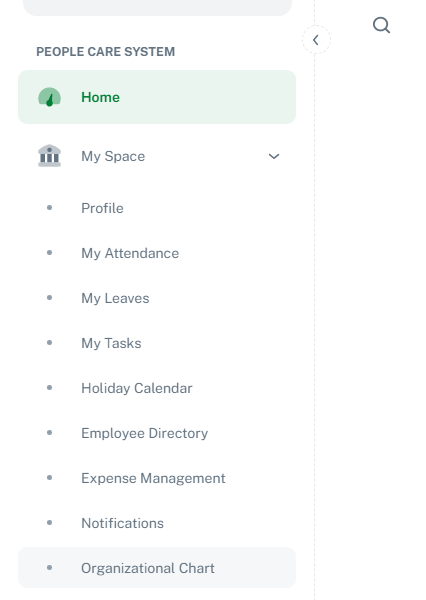 PEOPLE CARE SYSTEM
Home
My Space
Profile
My Attendance
My Leaves
My Tasks
Holiday Calendar
Employee Directory
Expense Management
Notifications
Organizational Chart